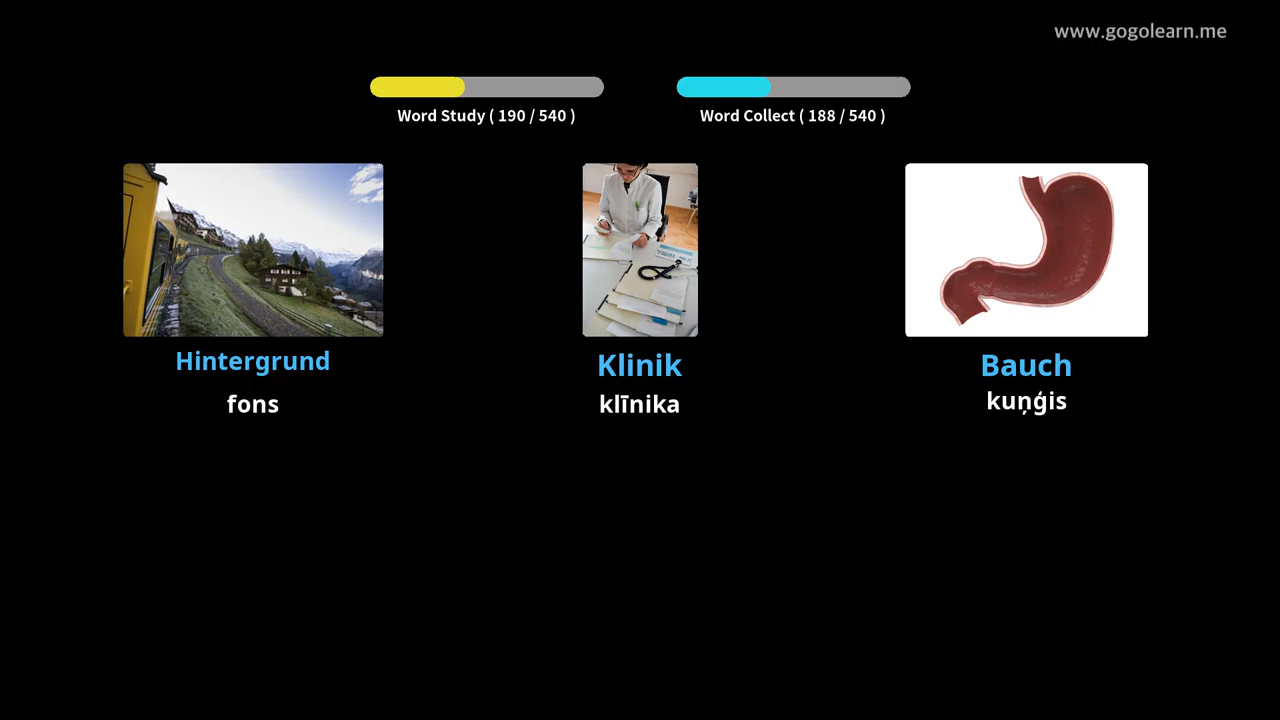 www.gogolearn.me
Word Study ( 190 / 540 )
Word Collect ( 188 / 540 )
Hintergrund
fons
Klinik
klīnika
Bauch
kuņģis